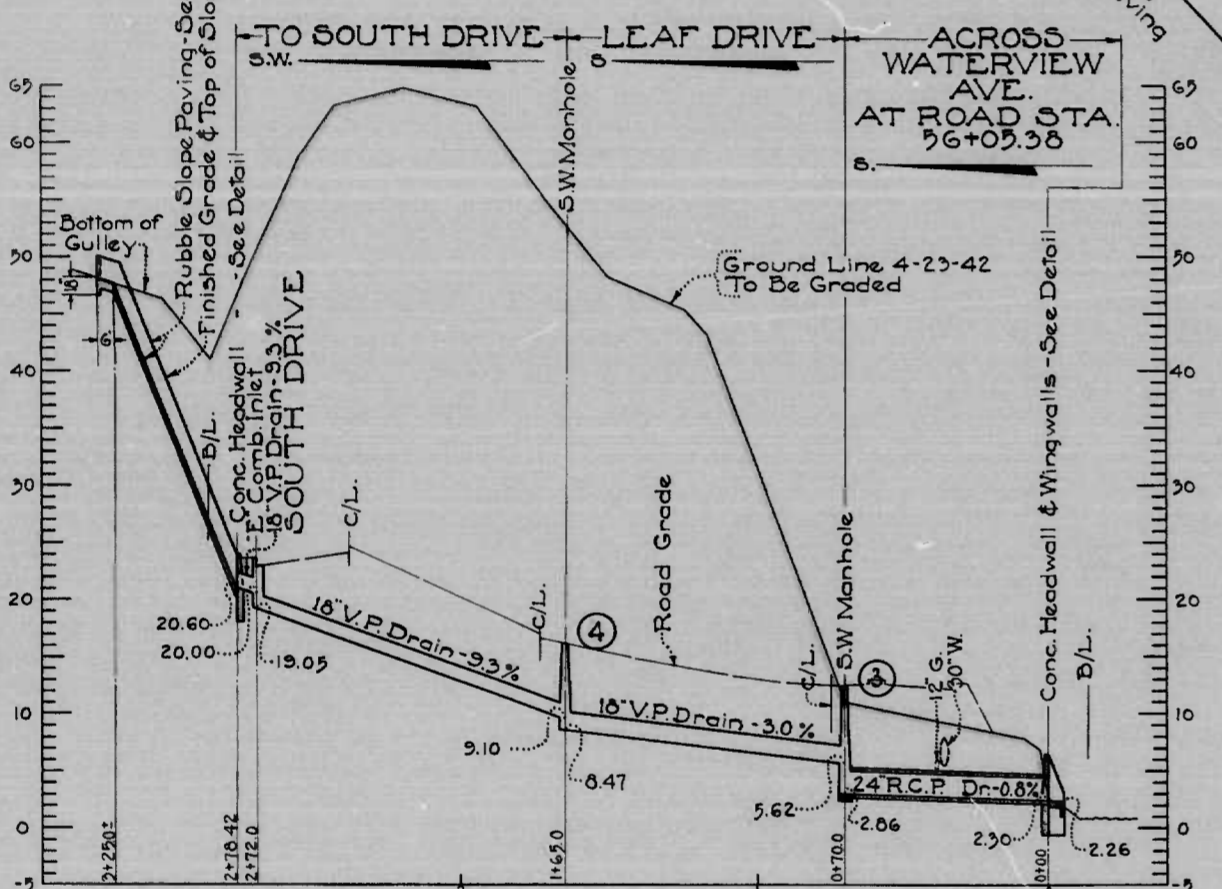 TO SOUTH DRIVE
S.W.
LEAF DRIVE
S
ACROSS
WATERVIEW
AVE.
AT ROAD STA.
56+05.38
S.
65
60
50
40
30
20
10
0
-5
65
60
50
40
30
20
10
0
-5
Bottom of
Gulley
18"
6'
Rubble Slope Paving-Se
Finished Grade & Top of Slo
- See Detail
B/L.
Conc. Headwall
E Comb. Inlet
18" V.P. Drain-9.3%
SOUTH DRIVE
C/L.
18" V.P. Drain-9.3%
C/L.
S.W. Manhole
4
Road Grade
Ground Line 4-23-42
To Be Graded
18" V.P. Drain-3.0%
C/L.
S.W Manhole
3
12" G.
30" W.
24" R.C.P. Dr.-0.8%
Conc. Headwall & Wingwalls - See Detail
B/L.
20.60
20.00
19.05
9.10
8.47
5.62
2.86
2.30
2.26
2+78.42
2+72.0
1+65.0
0+70.0
0+00